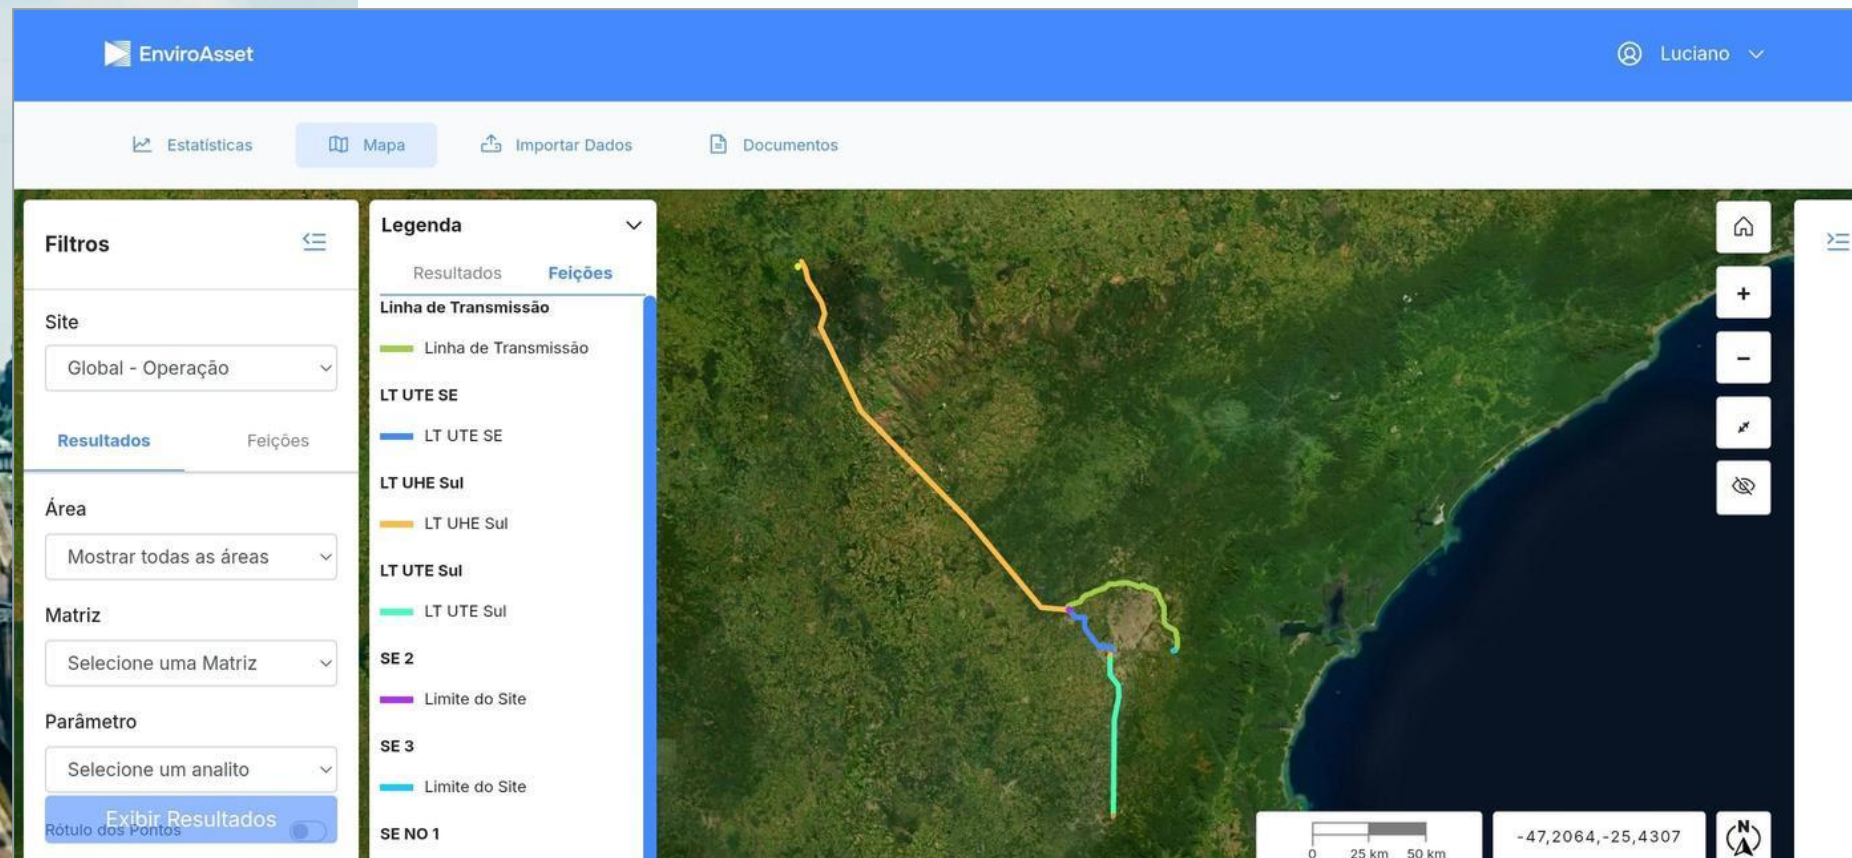 EnviroAsset
Luciano
Estatísticas
Mapa
Importar Dados
Documentos
Filtros
Site
Global - Operação
Resultados
Feições
Área
Mostrar todas as áreas
Matriz
Selecione uma Matriz
Parâmetro
Selecione um analito
Exibir Resultados
Rótulo dos Pontos
Legenda
Resultados
Feições
Linha de Transmissão
Linha de Transmissão
LT UTE SE
LT UTE SE
LT UHE Sul
LT UHE Sul
LT UTE Sul
LT UTE Sul
SE 2
Limite do Site
SE 3
Limite do Site
SE NO 1
+
−
0 25 km 50 km
-47,2064,-25,4307
N